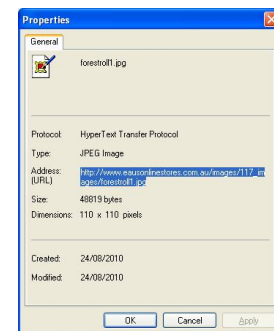 Properties
General
forestroll1.jpg
Protocol: HyperText Transfer Protocol
Type: JPEG Image
Address: http://www.eausonlinestores.com.au/images/117_im
(URL) ages/forestroll1.jpg
Size: 48819 bytes
Dimensions: 110 x 110 pixels
Created: 24/08/2010
Modified: 24/08/2010
OK Cancel Apply